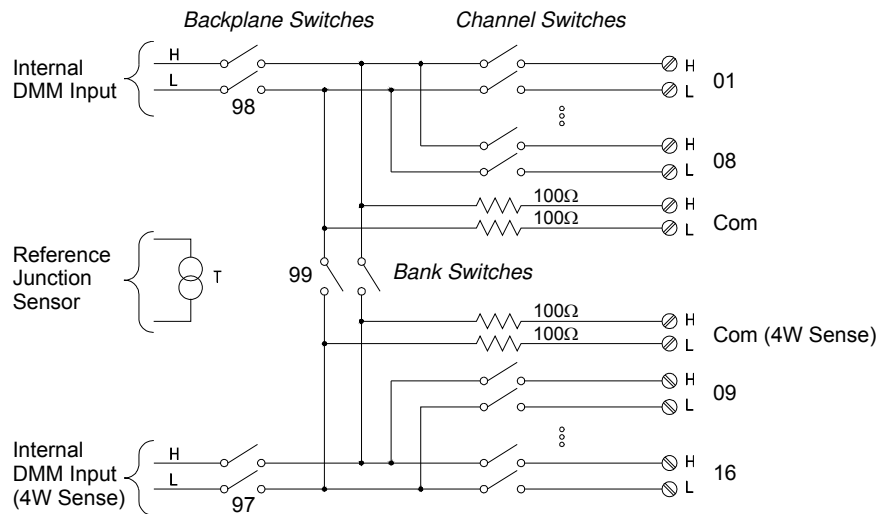 Backplane Switches
Channel Switches
Internal
DMM Input
H
L
98
H
L
01
H
L
08
100Ω
100Ω
H
L
Com
Reference
Junction
Sensor
T
99
Bank Switches
100Ω
100Ω
H
L
Com (4W Sense)
H
L
09
Internal
DMM Input
(4W Sense)
H
L
97
H
L
16